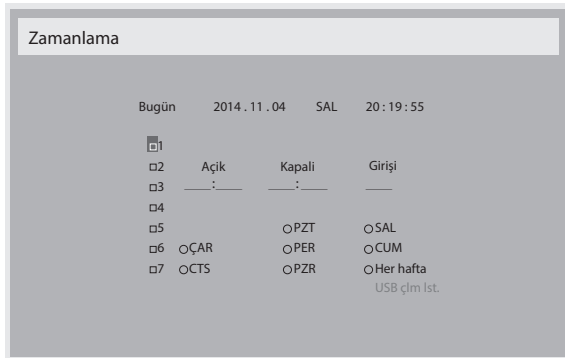 Zamanlama
Bugün 2014 . 11 . 04 SAL 20 : 19 : 55
1
2 Açik Kapali Girişi
3 ____:____ ____:____ ____
4
5 PZT SAL
6 ÇAR PER CUM
7 CTS PZR Her hafta
USB çlm lst.